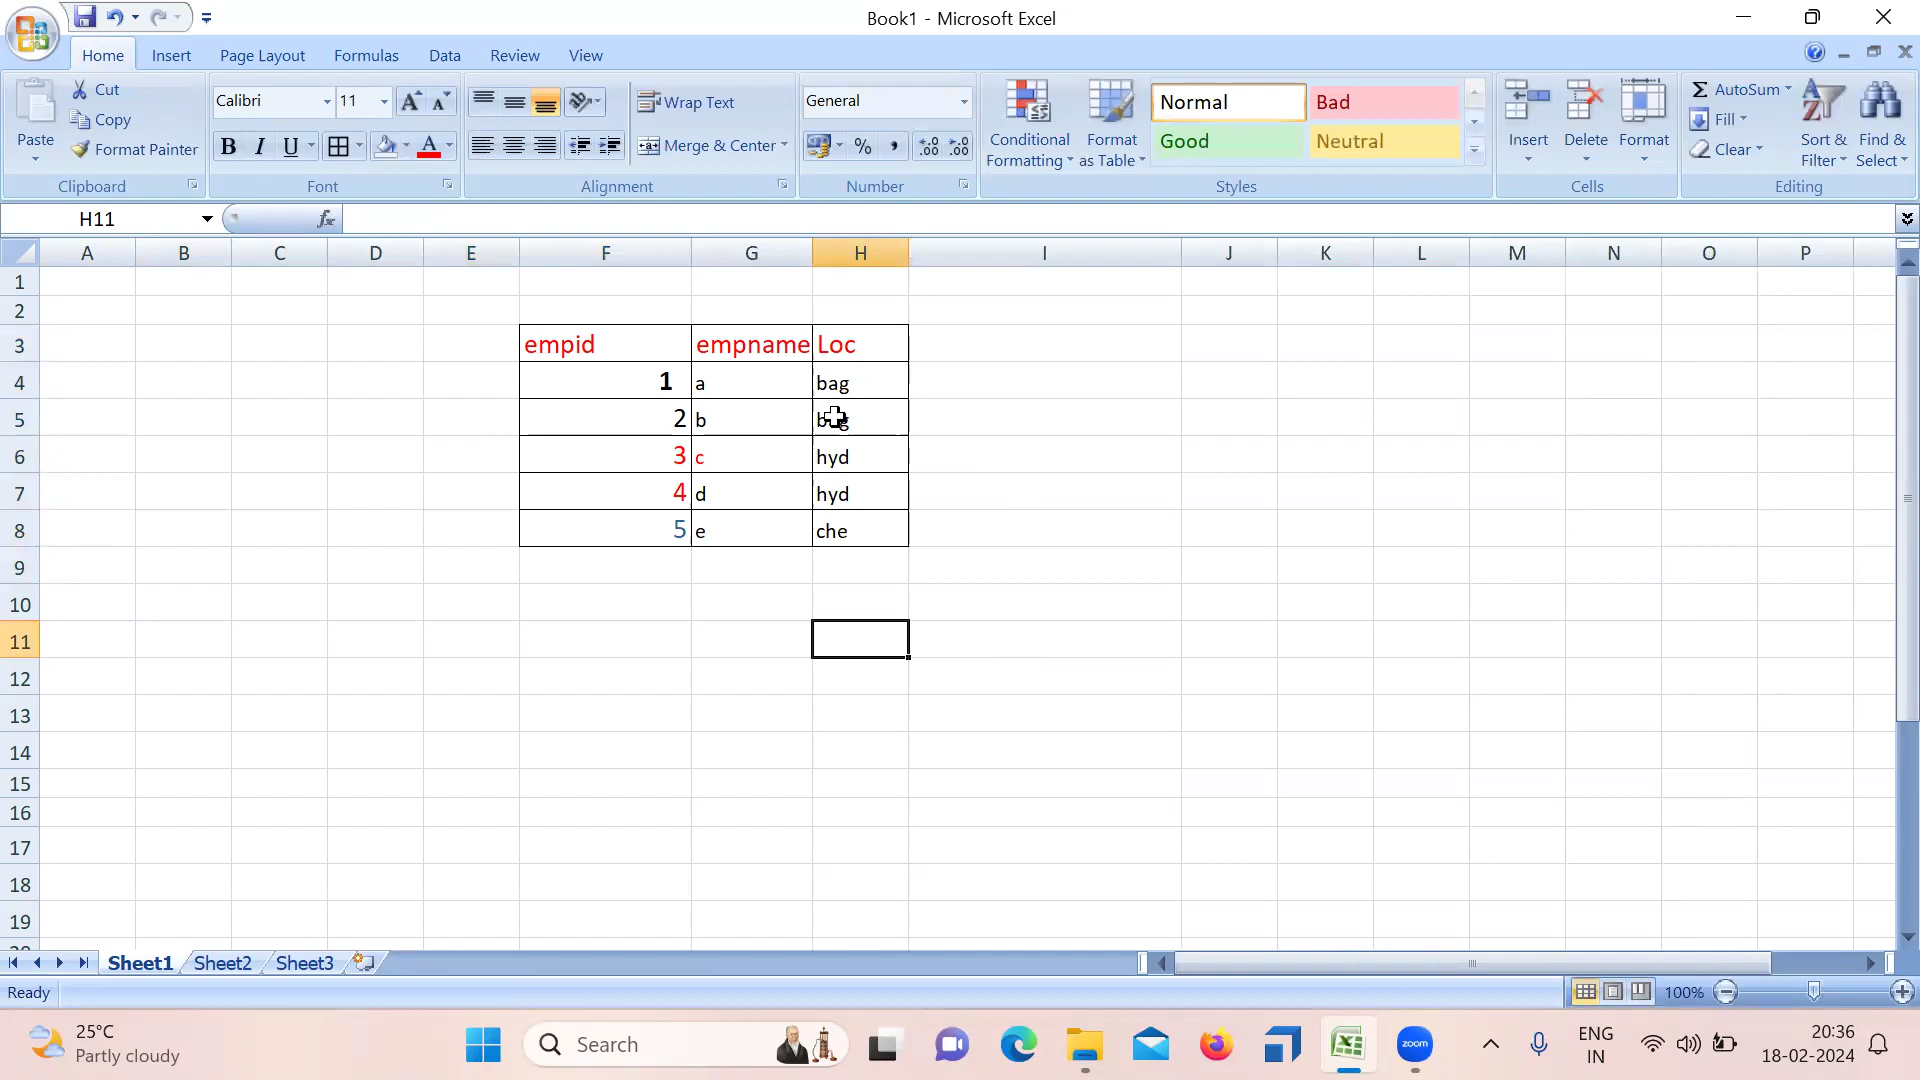 Book1 - Microsoft Excel
Home Insert Page Layout Formulas Data Review View
Paste
Cut
Copy
Format Painter
Clipboard
Calibri 11
B I U A
Font
Wrap Text
Merge & Center
Alignment
General
% ,
Number
Conditional Formatting
Format as Table
Normal Bad
Good Neutral
Styles
Insert Delete Format
Cells
AutoSum
Fill
Clear
Sort & Filter
Find & Select
Editing
H11 fx
A B C D E F G H I J K L M N O P
1
2
3 empid empname Loc
4 1 a bag
5 2 b
6 3 c hyd
7 4 d hyd
8 5 e che
9
10
11
12
13
14
15
16
17
18
19
Sheet1 Sheet2 Sheet3
Ready 100%
25°C
Partly cloudy
Search
zoom
ENG
IN
20:36
18-02-2024